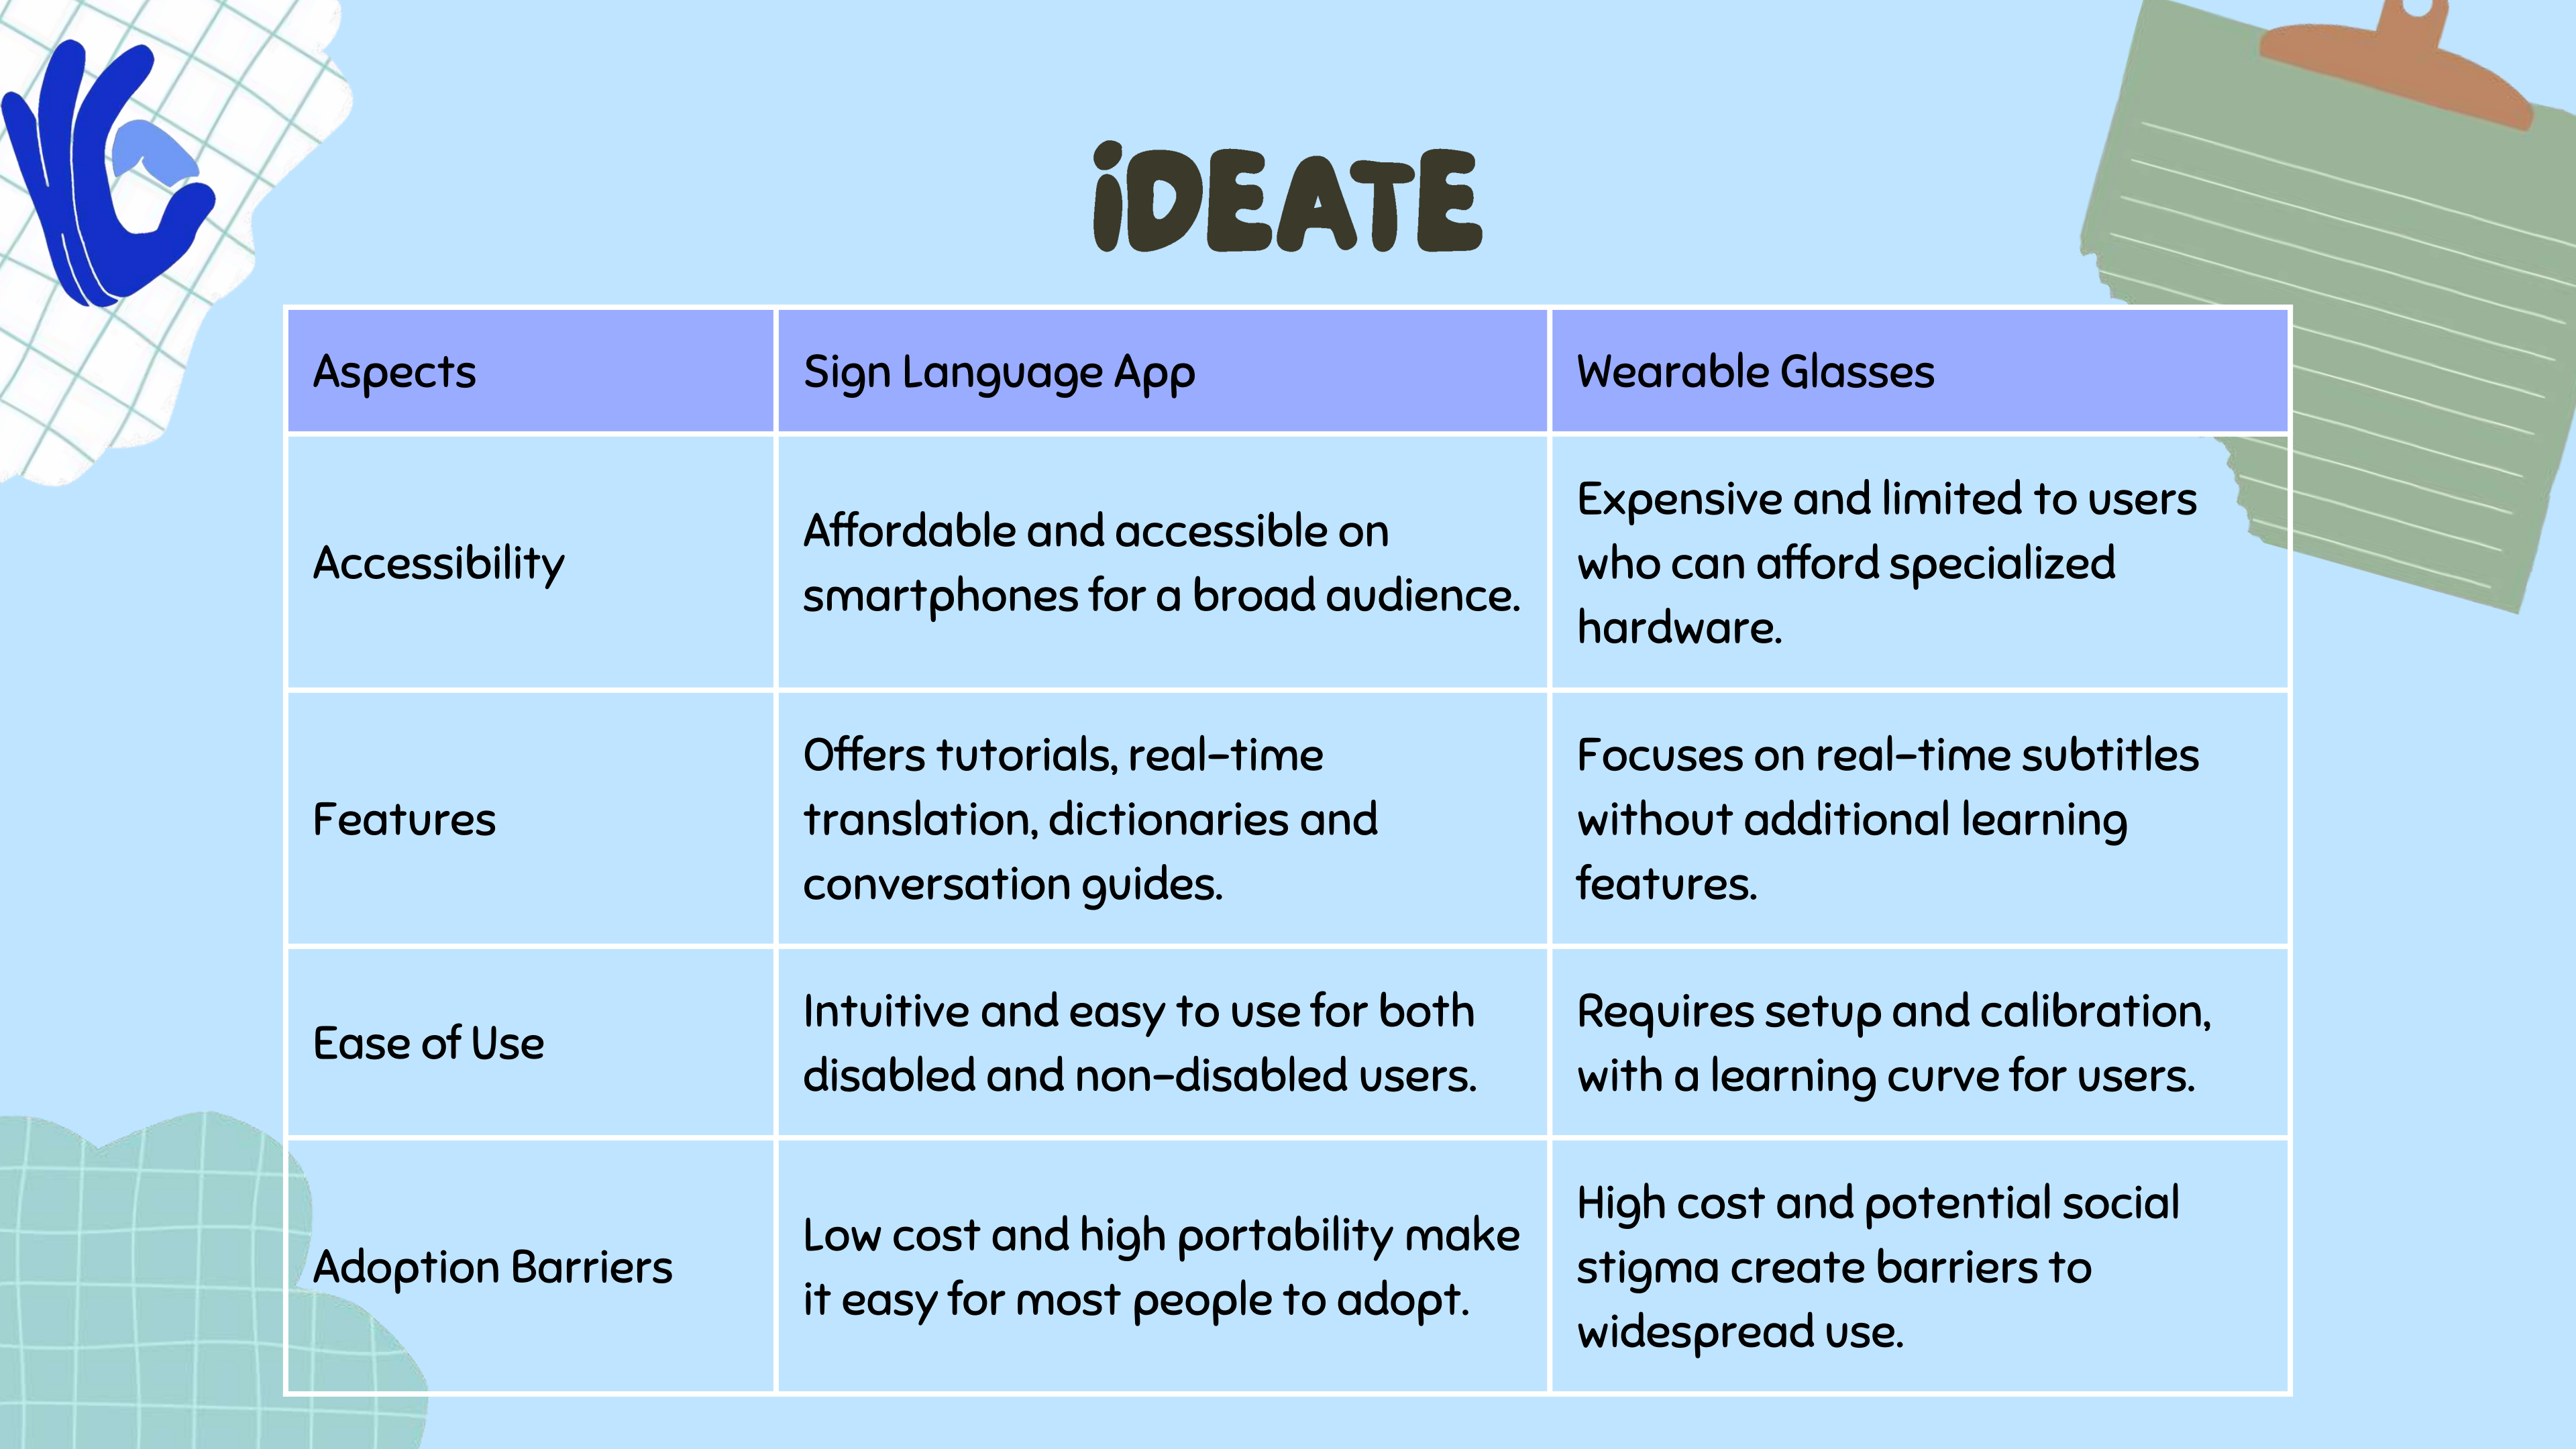 iDEATE
Aspects
Sign Language App
Wearable Glasses
Accessibility
Affordable and accessible on
smartphones for a broad audience.
Expensive and limited to users
who can afford specialized
hardware.
Features
Offers tutorials, real-time
translation, dictionaries and
conversation guides.
Focuses on real-time subtitles
without additional learning
features.
Ease of Use
Intuitive and easy to use for both
disabled and non-disabled users.
Requires setup and calibration,
with a learning curve for users.
Adoption Barriers
Low cost and high portability make
it easy for most people to adopt.
High cost and potential social
stigma create barriers to
widespread use.